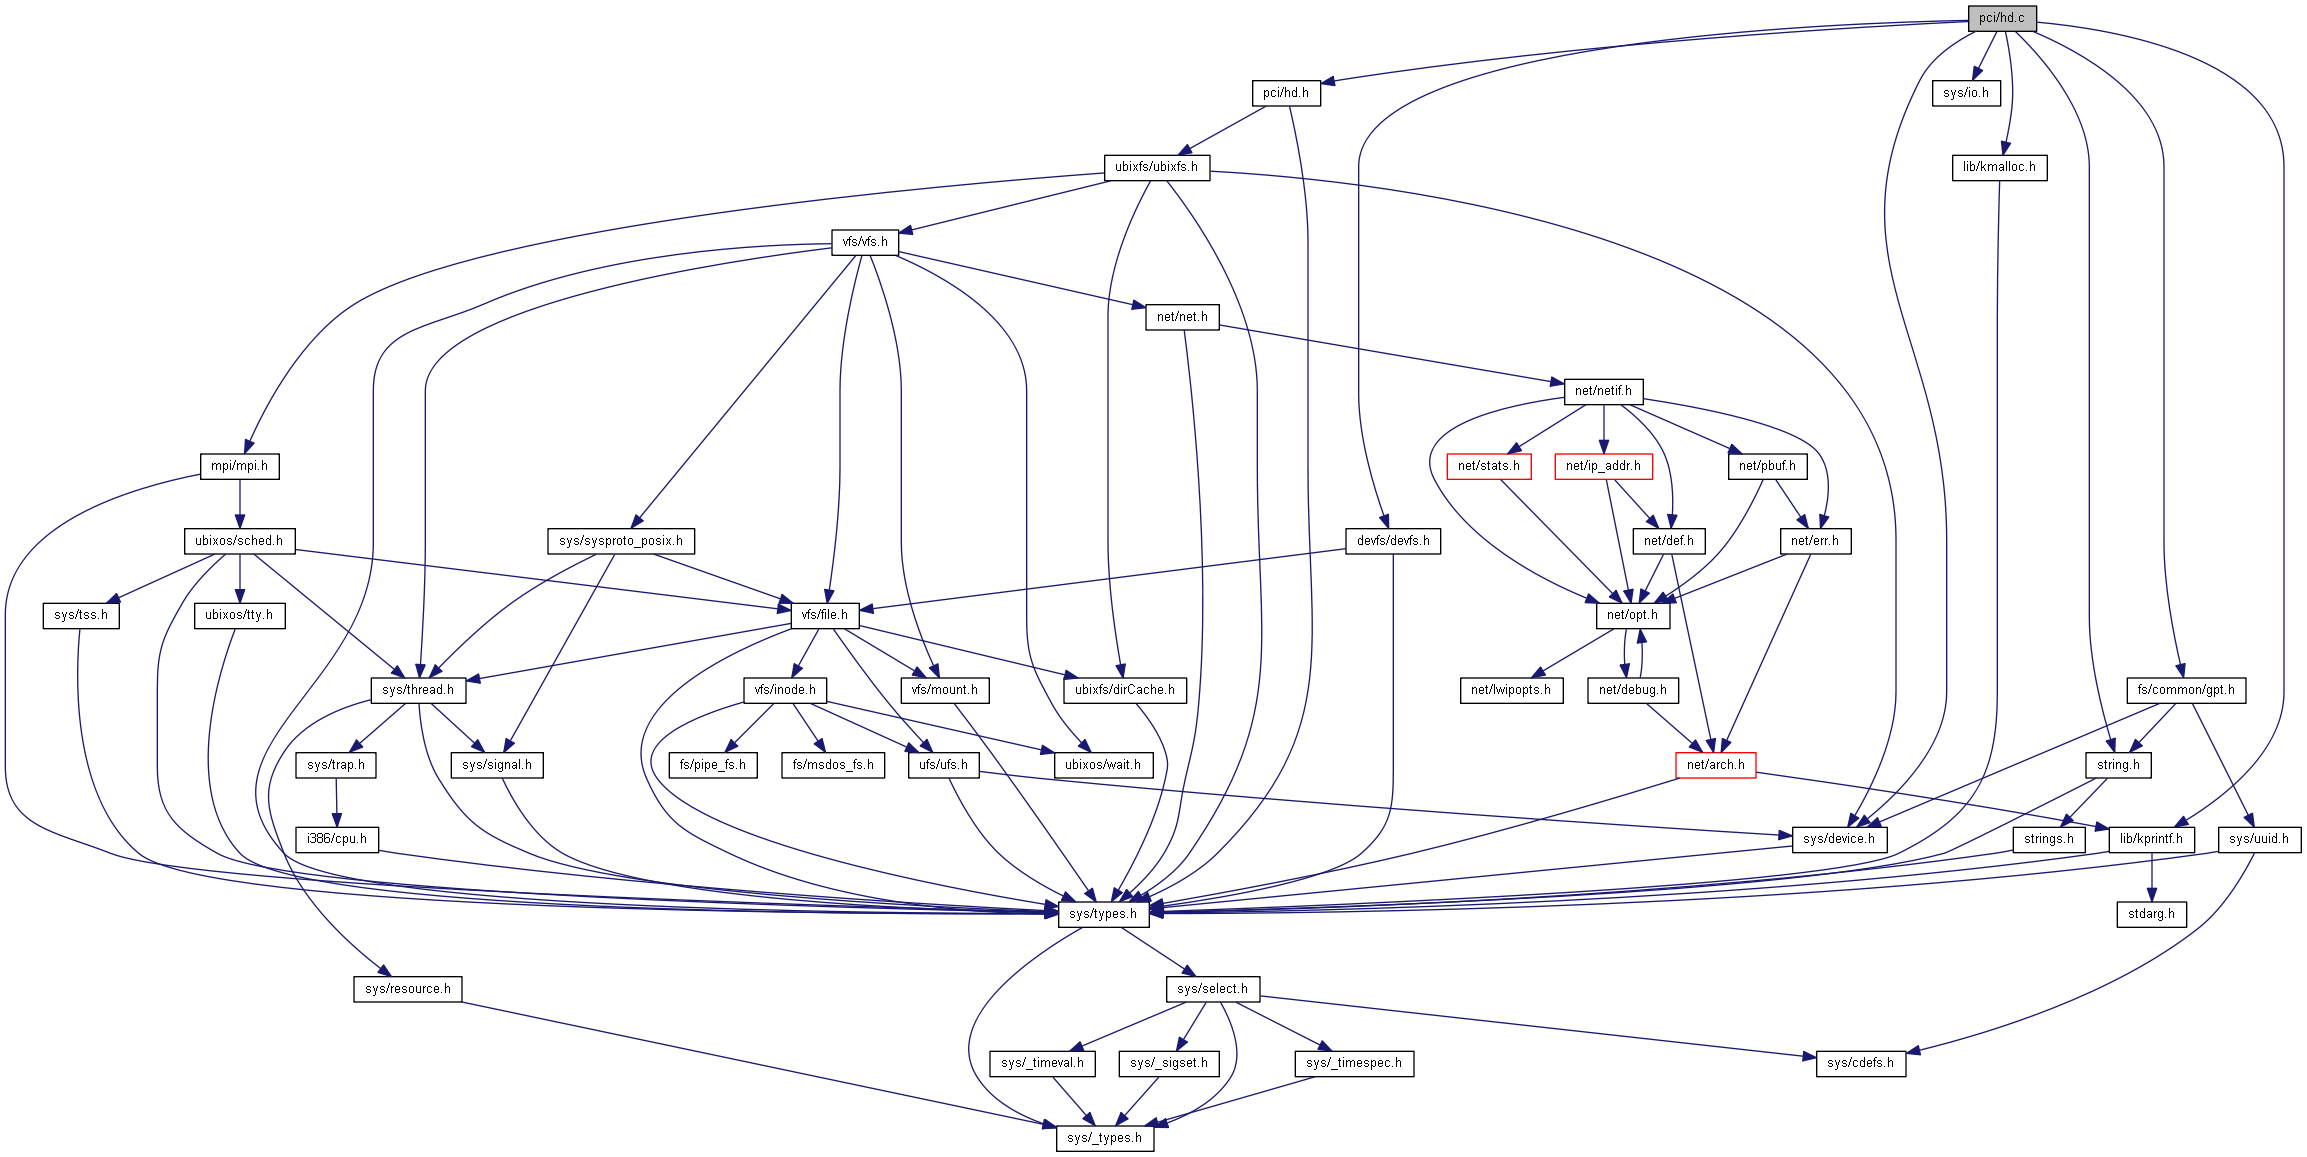 pci/hd.c
pci/hd.h
sys/io.h
ubixfs/ubixfs.h
lib/kmalloc.h
vfs/vfs.h
net/net.h
net/netif.h
mpi/mpi.h
net/stats.h
net/ip_addr.h
net/pbuf.h
ubixos/sched.h
sys/sysproto_posix.h
devfs/devfs.h
net/def.h
net/err.h
sys/tss.h
ubixos/tty.h
vfs/file.h
net/opt.h
sys/thread.h
vfs/inode.h
vfs/mount.h
ubixfs/dirCache.h
net/lwipopts.h
net/debug.h
fs/common/gpt.h
sys/trap.h
sys/signal.h
fs/pipe_fs.h
fs/msdos_fs.h
ufs/ufs.h
ubixos/wait.h
net/arch.h
string.h
i386/cpu.h
sys/device.h
strings.h
lib/kprintf.h
sys/uuid.h
sys/types.h
stdarg.h
sys/resource.h
sys/select.h
sys/_timeval.h
sys/_sigset.h
sys/_timespec.h
sys/cdefs.h
sys/_types.h